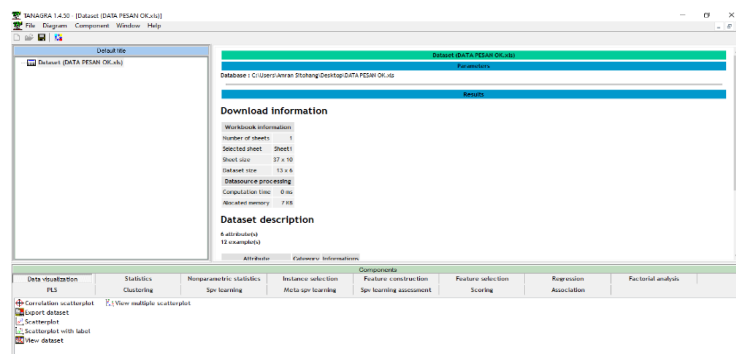 TANAGRA 1.4.50 - [Dataset (DATA PESAN OK.xls)]
File Diagram Component Window Help
Default title
Dataset (DATA PESAN OK.xls)
Dataset (DATA PESAN OK.xls)
Parameters
Database : C:\Users\Amran Sitohang\Desktop\DATA PESAN OK.xls
Results
Download information
Workbook information
Number of sheets 1
Selected sheet Sheet1
Sheet size 37 x 10
Dataset size 13 x 6
Datasource processing
Computation time 0 ms
Allocated memory 7 KB
Dataset description
6 attribute(s)
12 example(s)
Attribute Category Informations
Components
Data visualization Statistics Nonparametric statistics Instance selection Feature construction Feature selection Regression Factorial analysis
PLS Clustering Spv learning Meta-spv learning Spv learning assessment Scoring Association
Correlation scatterplot View multiple scatterplot
Export dataset
Scatterplot
Scatterplot with label
View dataset